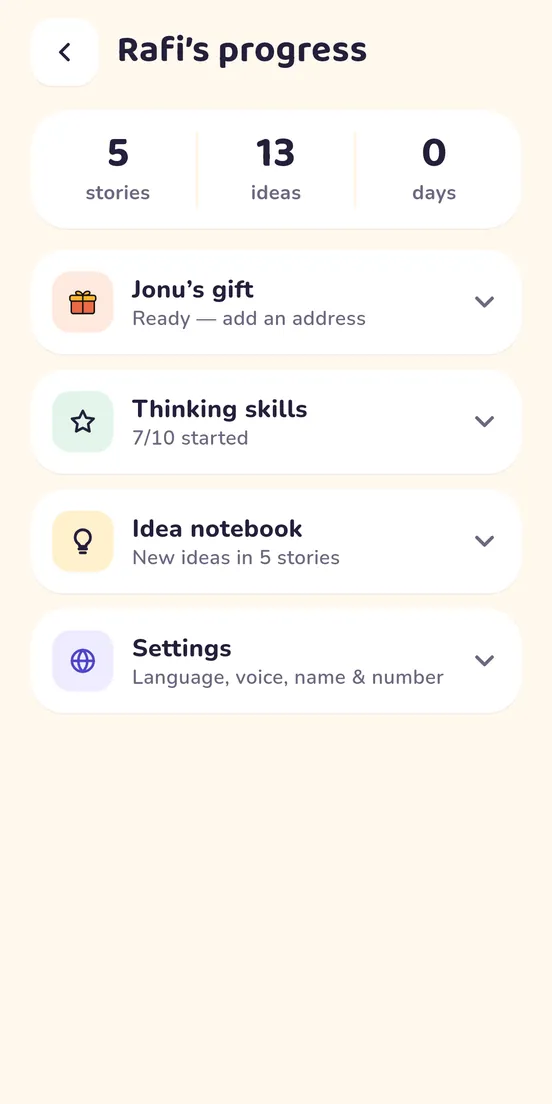 Rafi's progress
5
stories
13
ideas
0
days
Jonu’s gift
Ready — add an address
Thinking skills
7/10 started
Idea notebook
New ideas in 5 stories
Settings
Language, voice, name & number